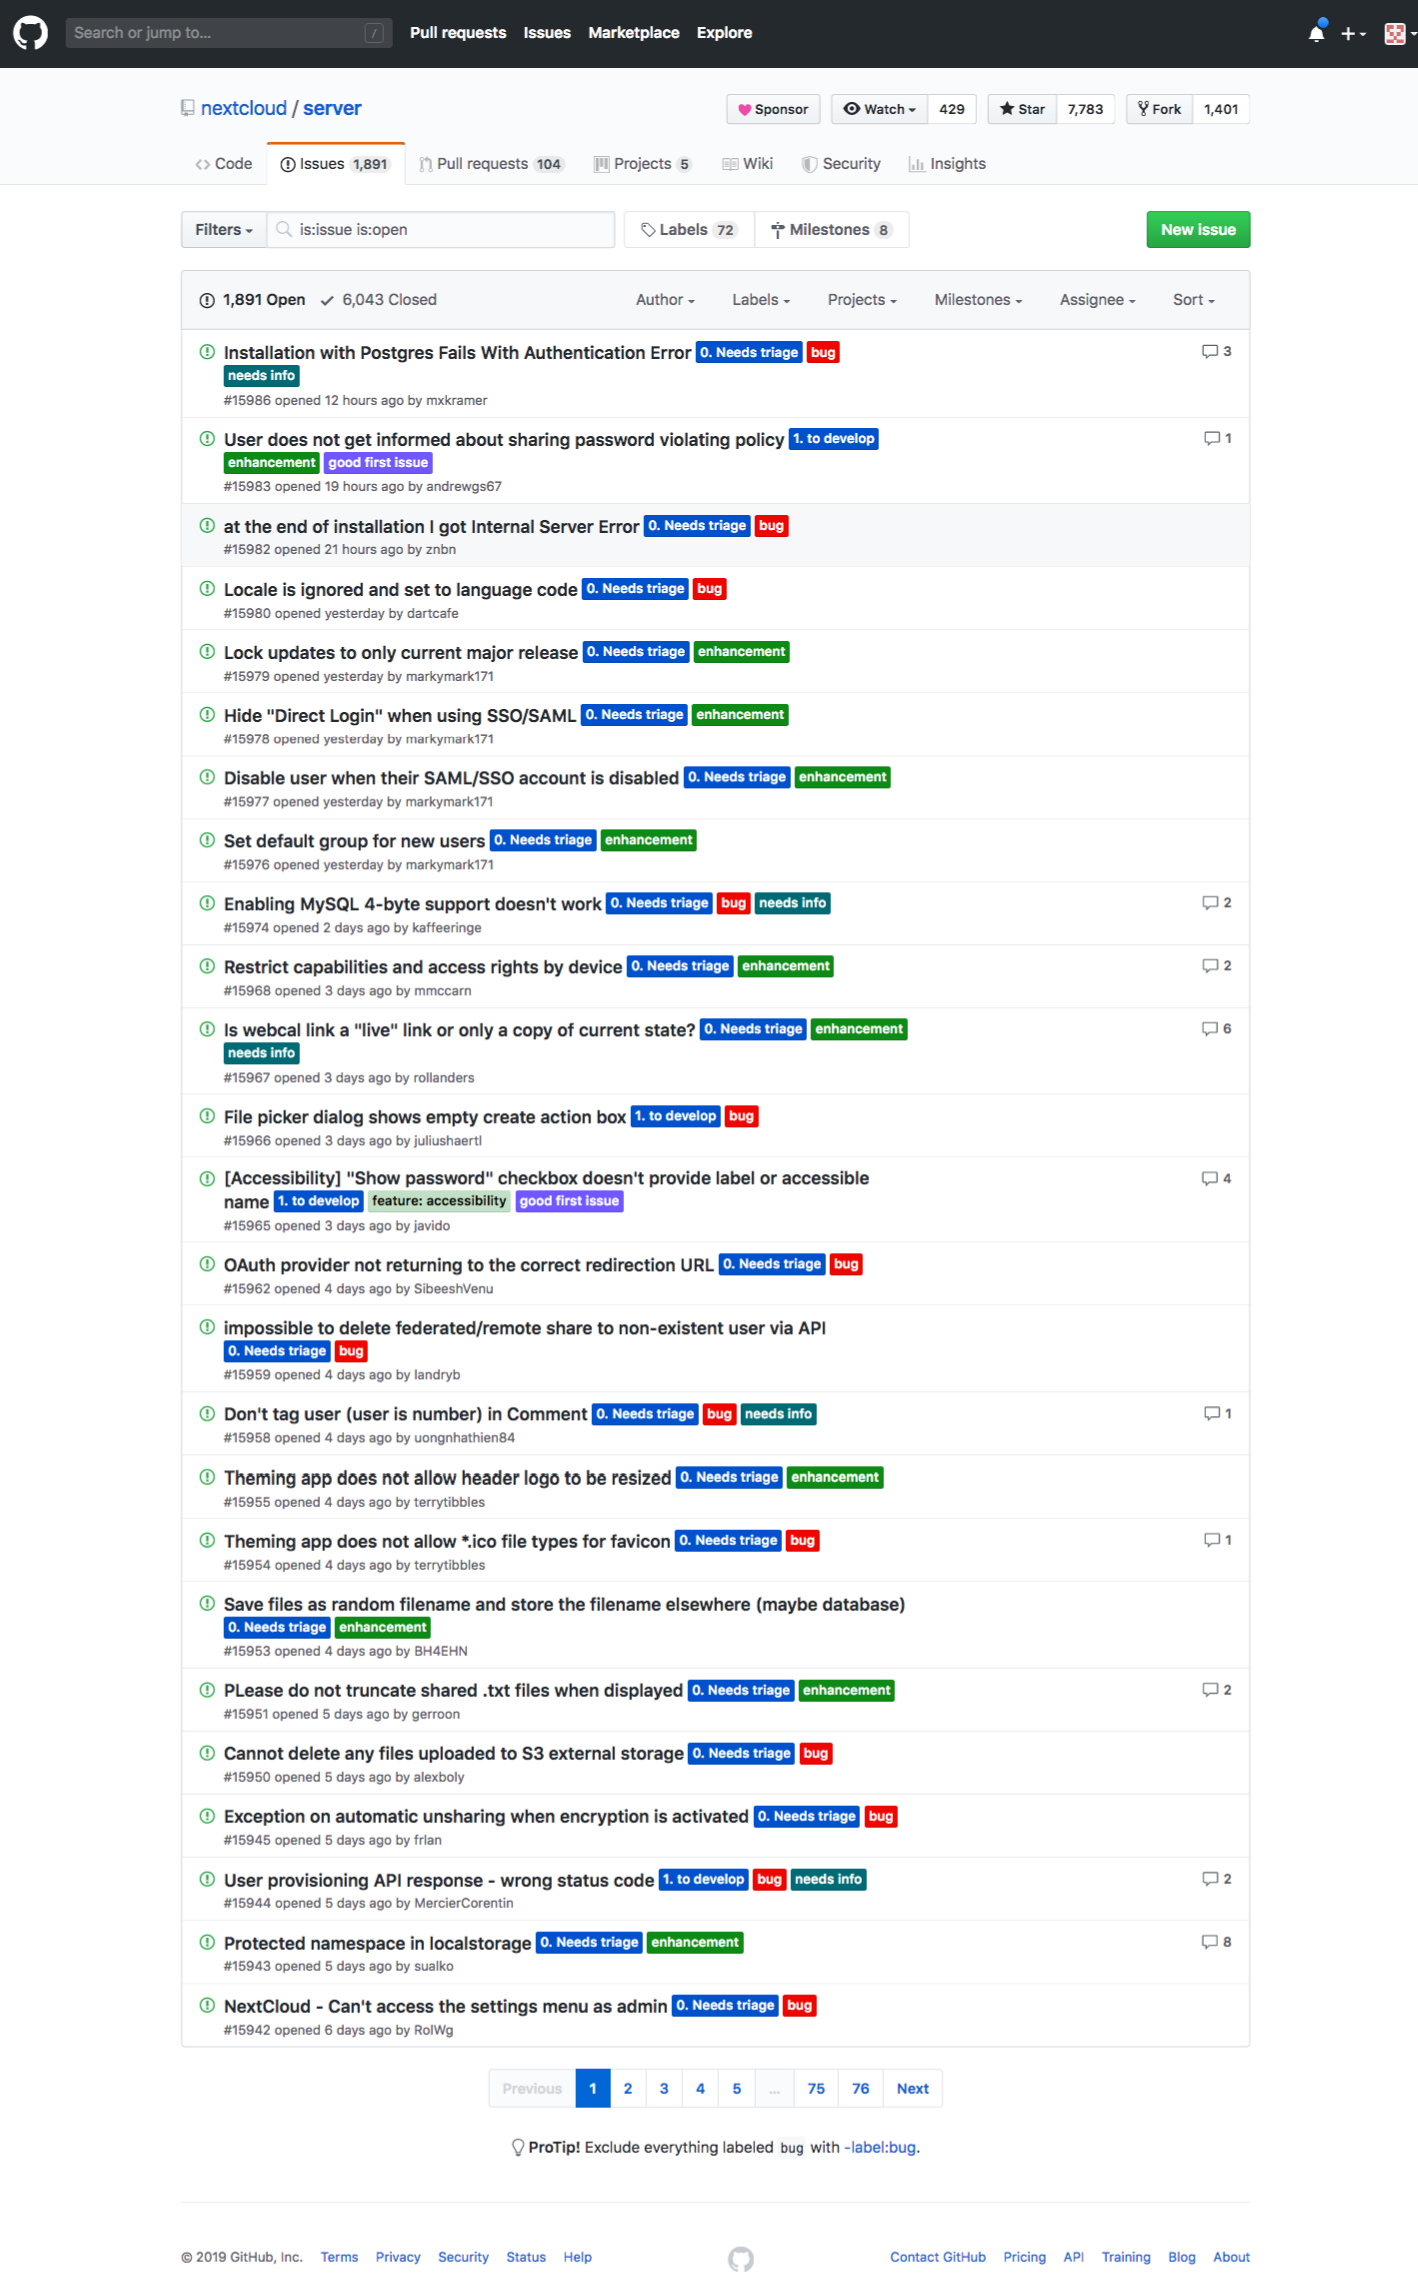 Search or jump to... / Pull requests Issues Marketplace Explore
nextcloud / server Sponsor Watch 429 Star 7,783 Fork 1,401
Code Issues 1,891 Pull requests 104 Projects 5 Wiki Security Insights
Filters is:issue is:open Labels 72 Milestones 8 New issue
1,891 Open 6,043 Closed Author Labels Projects Milestones Assignee Sort
Installation with Postgres Fails With Authentication Error 0. Needs triage bug 3
needs info
#15986 opened 12 hours ago by mxkramer
User does not get informed about sharing password violating policy 1. to develop 1
enhancement good first issue
#15983 opened 19 hours ago by andrewgs67
at the end of installation I got Internal Server Error 0. Needs triage bug
#15982 opened 21 hours ago by znbn
Locale is ignored and set to language code 0. Needs triage bug
#15980 opened yesterday by dartcafe
Lock updates to only current major release 0. Needs triage enhancement
#15979 opened yesterday by markymark171
Hide "Direct Login" when using SSO/SAML 0. Needs triage enhancement
#15978 opened yesterday by markymark171
Disable user when their SAML/SSO account is disabled 0. Needs triage enhancement
#15977 opened yesterday by markymark171
Set default group for new users 0. Needs triage enhancement
#15976 opened yesterday by markymark171
Enabling MySQL 4-byte support doesn't work 0. Needs triage bug needs info 2
#15974 opened 2 days ago by kaffeeringe
Restrict capabilities and access rights by device 0. Needs triage enhancement 2
#15968 opened 3 days ago by mmccarn
Is webcal link a "live" link or only a copy of current state? 0. Needs triage enhancement 6
needs info
#15967 opened 3 days ago by rollanders
File picker dialog shows empty create action box 1. to develop bug
#15966 opened 3 days ago by juliushaertl
[Accessibility] "Show password" checkbox doesn't provide label or accessible 4
name 1. to develop feature: accessibility good first issue
#15965 opened 3 days ago by javido
OAuth provider not returning to the correct redirection URL 0. Needs triage bug
#15962 opened 4 days ago by SibeeshVenu
impossible to delete federated/remote share to non-existent user via API
0. Needs triage bug
#15959 opened 4 days ago by landryb
Don't tag user (user is number) in Comment 0. Needs triage bug needs info 1
#15958 opened 4 days ago by uongnhathien84
Theming app does not allow header logo to be resized 0. Needs triage enhancement
#15955 opened 4 days ago by terrytibbles
Theming app does not allow *.ico file types for favicon 0. Needs triage bug 1
#15954 opened 4 days ago by terrytibbles
Save files as random filename and store the filename elsewhere (maybe database)
0. Needs triage enhancement
#15953 opened 4 days ago by BH4EHN
PLease do not truncate shared .txt files when displayed 0. Needs triage enhancement 2
#15951 opened 5 days ago by gerroon
Cannot delete any files uploaded to S3 external storage 0. Needs triage bug
#15950 opened 5 days ago by alexboly
Exception on automatic unsharing when encryption is activated 0. Needs triage bug
#15945 opened 5 days ago by frlan
User provisioning API response - wrong status code 1. to develop bug needs info 2
#15944 opened 5 days ago by MercierCorentin
Protected namespace in localstorage 0. Needs triage enhancement 8
#15943 opened 5 days ago by sualko
NextCloud - Can't access the settings menu as admin 0. Needs triage bug
#15942 opened 6 days ago by RolWg
Previous 1 2 3 4 5 … 75 76 Next
ProTip! Exclude everything labeled bug with -label:bug.
© 2019 GitHub, Inc. Terms Privacy Security Status Help Contact GitHub Pricing API Training Blog About